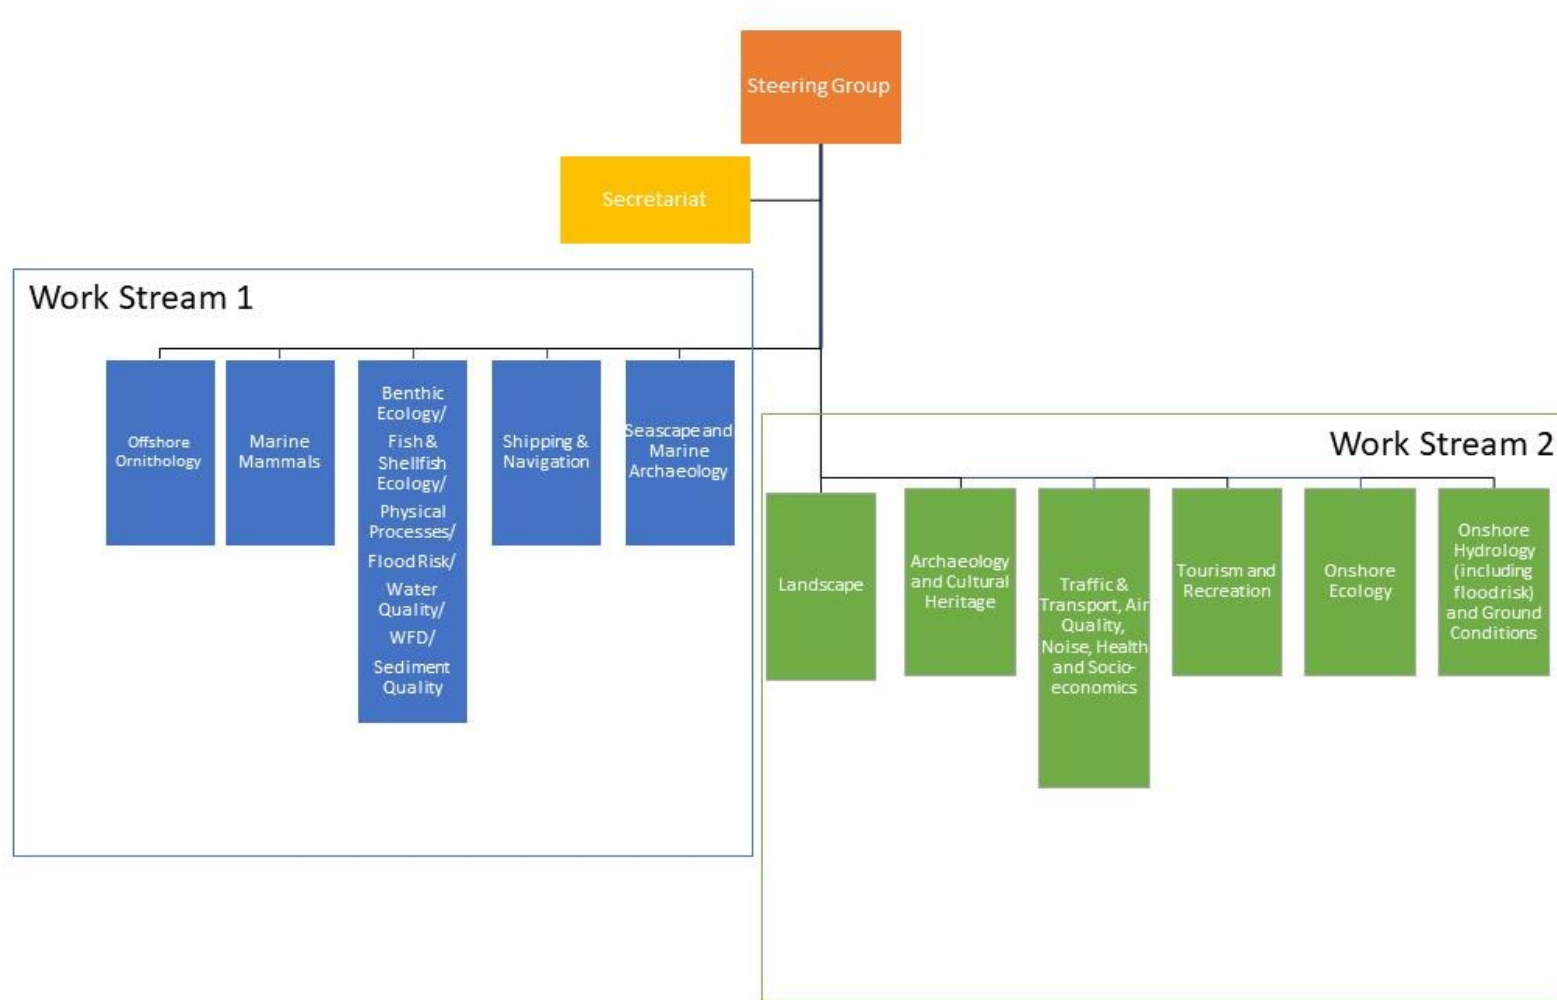 Steering Group
Secretariat
Work Stream 1
Offshore
Ornithology
Marine
Mammals
Benthic
Ecology/
Fish &
Shellfish
Ecology/
Physical
Processes/
Flood Risk/
Water
Quality/
WFD/
Sediment
Quality
Shipping &
Navigation
Seascape and
Marine
Archaeology
Work Stream 2
Landscape
Archaeology
and Cultural
Heritage
Traffic &
Transport, Air
Quality,
Noise, Health
and Socio-
economics
Tourism and
Recreation
Onshore
Ecology
Onshore
Hydrology
(including
flood risk)
and Ground
Conditions